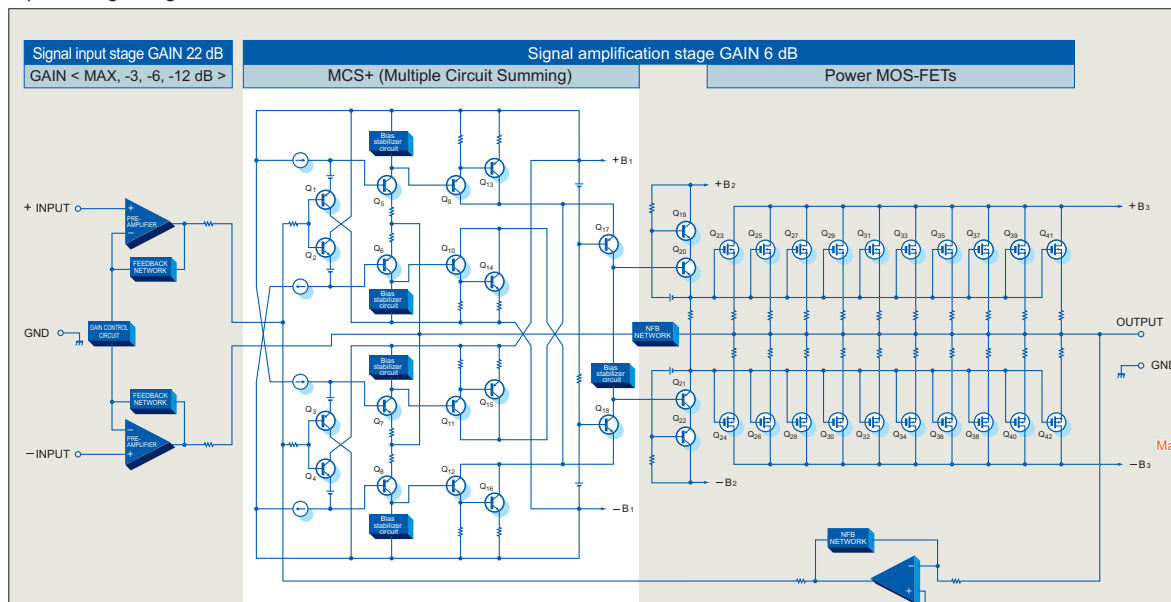 Signal input stage GAIN 22 dB
GAIN < MAX, -3, -6, -12 dB >
Signal amplification stage GAIN 6 dB
MCS+ (Multiple Circuit Summing)
Power MOS-FETs
+ INPUT
PRE-
AMPLIFIER
FEEDBACK
NETWORK
GND
GAIN CONTROL
CIRCUIT
FEEDBACK
NETWORK
PRE-
AMPLIFIER
−INPUT
Bias
stabilizer
circuit
Q1
Q2
Q5
Q6
Q9
Q10
Q13
Q14
Bias
stabilizer
circuit
Bias
stabilizer
circuit
Q3
Q4
Q7
Q8
Q11
Q12
Q15
Q16
Bias
stabilizer
circuit
+B1
−B1
Q17
Bias
stabilizer
circuit
Q18
+B2
Q19
Q20
NFB
NETWORK
Q21
Q22
−B2
+B3
Q23
Q25
Q27
Q29
Q31
Q33
Q35
Q37
Q39
Q41
OUTPUT
GND
Q24
Q26
Q28
Q30
Q32
Q34
Q36
Q38
Q40
Q42
−B3
Ma
NFB
NETWORK